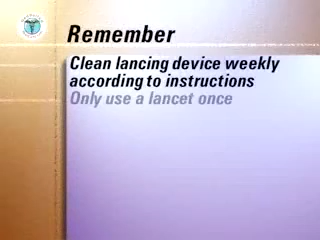 Remember
Clean lancing device weekly
according to instructions
Only use a lancet once